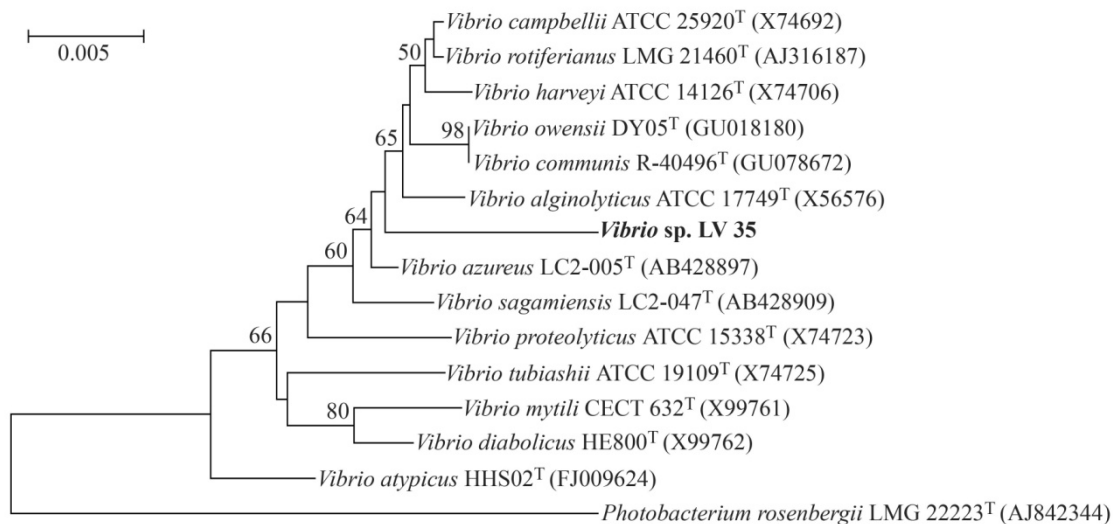 Vibrio campbellii ATCC 25920T (X74692)
0.005
50
Vibrio rotiferianus LMG 21460T (AJ316187)
Vibrio harveyi ATCC 14126T (X74706)
98
Vibrio owensii DY05T (GU018180)
65
Vibrio communis R-40496T (GU078672)
Vibrio alginolyticus ATCC 17749T (X56576)
64
Vibrio sp. LV 35
60
Vibrio azureus LC2-005T (AB428897)
Vibrio sagamiensis LC2-047T (AB428909)
66
Vibrio proteolyticus ATCC 15338T (X74723)
Vibrio tubiashii ATCC 19109T (X74725)
80
Vibrio mytili CECT 632T (X99761)
Vibrio diabolicus HE800T (X99762)
Vibrio atypicus HHS02T (FJ009624)
Photobacterium rosenbergii LMG 22223T (AJ842344)